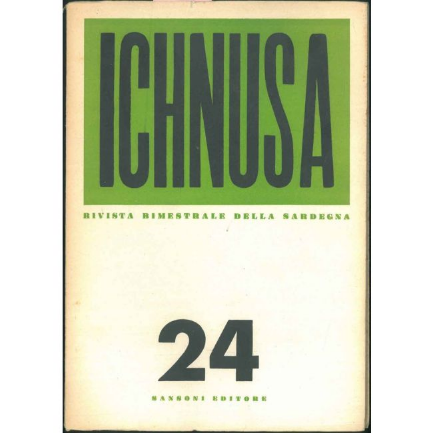 ICHNUSA
RIVISTA BIMESTRALE DELLA SARDEGNA
24
SANSONI EDITORE